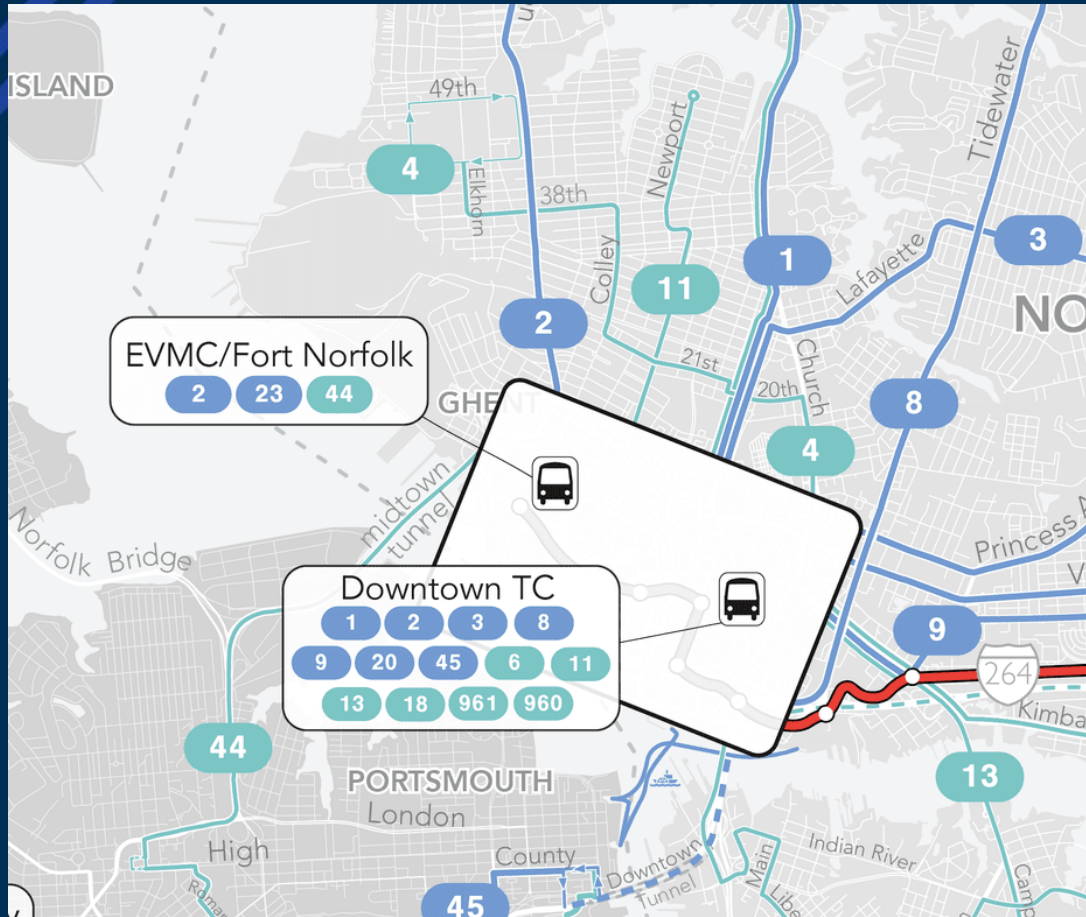 ISLAND
49th
4
Elkhorn
38th
Newport
Tidewater
3
1
Lafayette
Colley
11
2
NO
21st
20th
Church
8
4
EVMC/Fort Norfolk
2 23 44
GHENT
midtown
tunnel
Norfolk Bridge
Princess A
V
Downtown TC
1 2 3 8
9 20 45 6 11
13 18 961 960
9
264
Kimba
44
13
PORTSMOUTH
London
High
County
Downtown
Tunnel
Main
Indian River
Camp
45